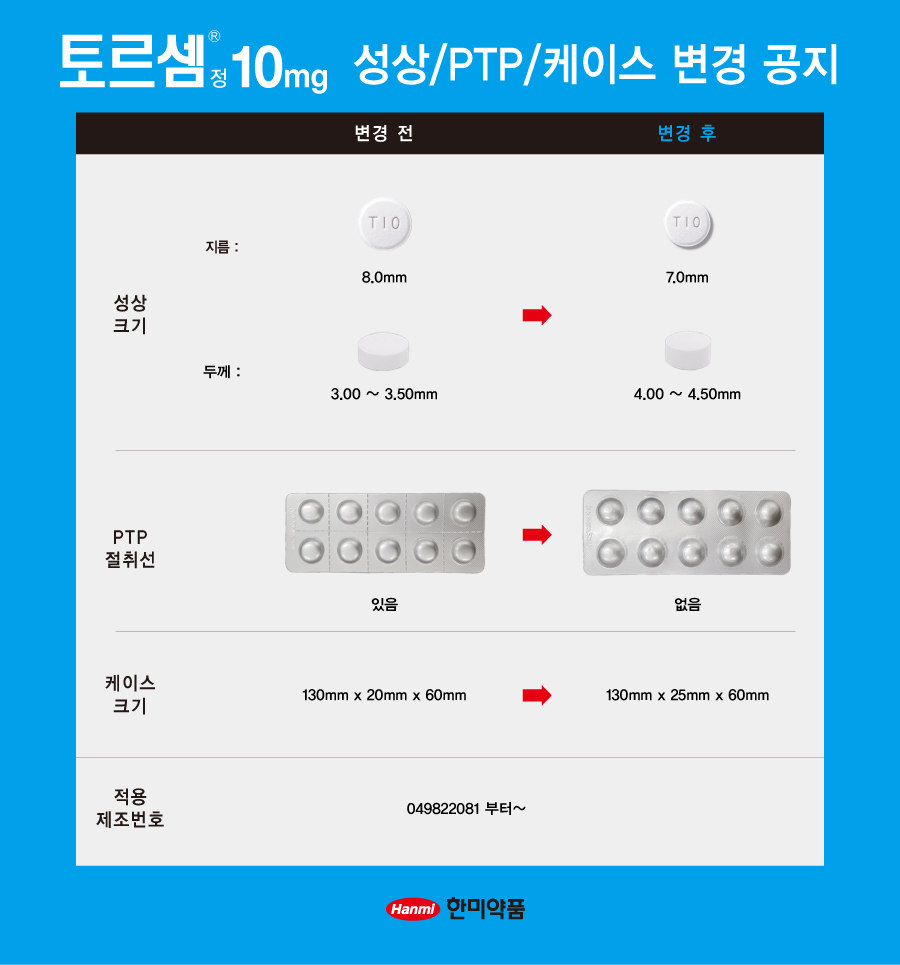 토르셈® 정 10mg 성상/PTP/케이스 변경 공지
변경 전 변경 후
T10 T10
지름 :
8.0mm 7.0mm
성상
크기
두께 :
3.00 ~ 3.50mm 4.00 ~ 4.50mm
PTP
절취선
있음 없음
케이스
크기
130mm x 20mm x 60mm 130mm x 25mm x 60mm
적용
제조번호
049822081 부터~
Hanmi 한미약품